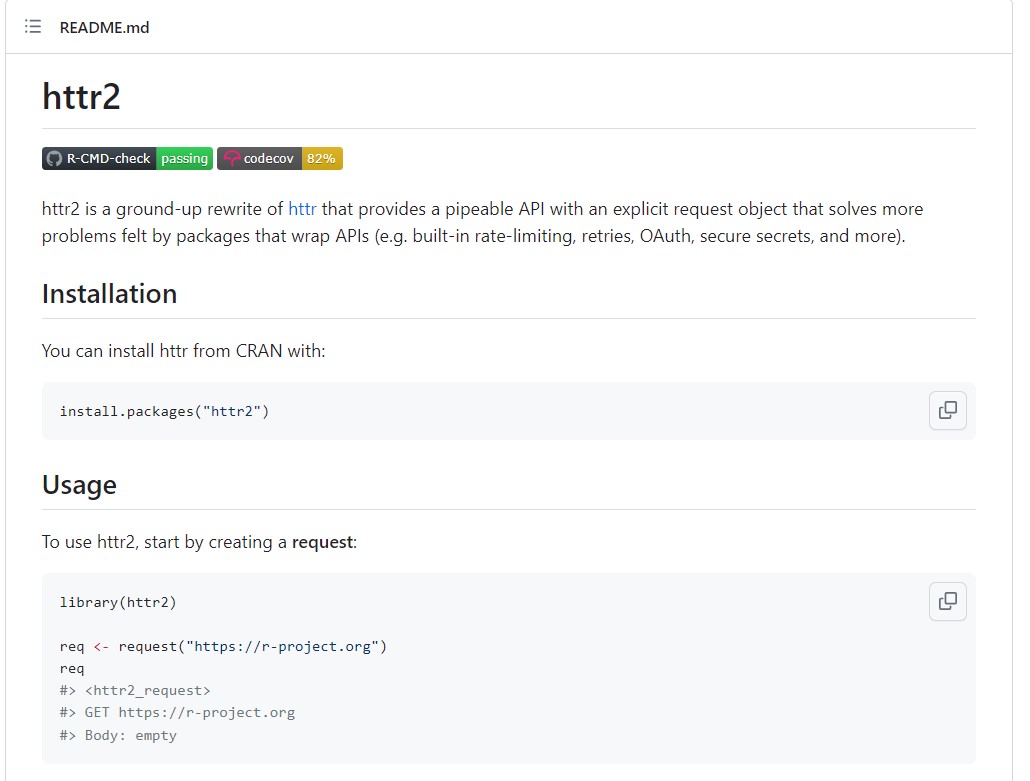 README.md
httr2
R-CMD-check passing codecov 82%
httr2 is a ground-up rewrite of httr that provides a pipeable API with an explicit request object that solves more
problems felt by packages that wrap APIs (e.g. built-in rate-limiting, retries, OAuth, secure secrets, and more).
Installation
You can install httr from CRAN with:
install.packages("httr2")
Usage
To use httr2, start by creating a request:
library(httr2)
req <- request("https://r-project.org")
req
#> <httr2_request>
#> GET https://r-project.org
#> Body: empty